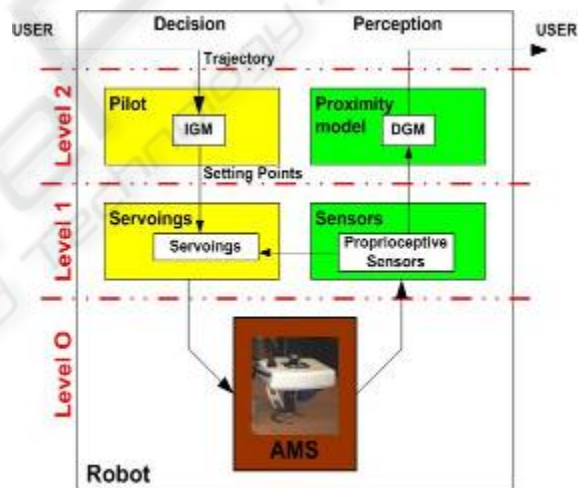 USER
Decision
Perception
USER
Trajectory
Level 2
Pilot
IGM
Proximity
model
DGM
Setting Points
Level 1
Servoings
Servoings
Sensors
Proprioceptive
Sensors
Level O
AMS
Robot